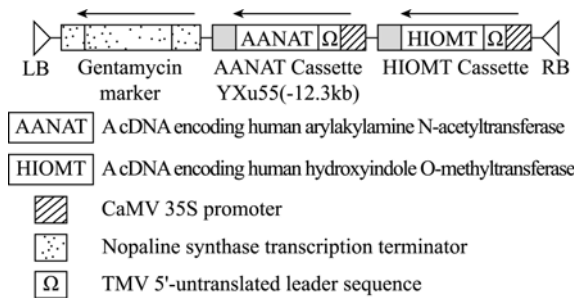 AANAT Ω HIOMT Ω
LB Gentamycin AANAT Cassette HIOMT Cassette RB
marker YXu55(-12.3kb)
AANAT A cDNA encoding human arylakylamine N-acetyltransferase
HIOMT A cDNA encoding human hydroxyindole O-methyltransferase
CaMV 35S promoter
Nopaline synthase transcription terminator
Ω TMV 5'-untranslated leader sequence